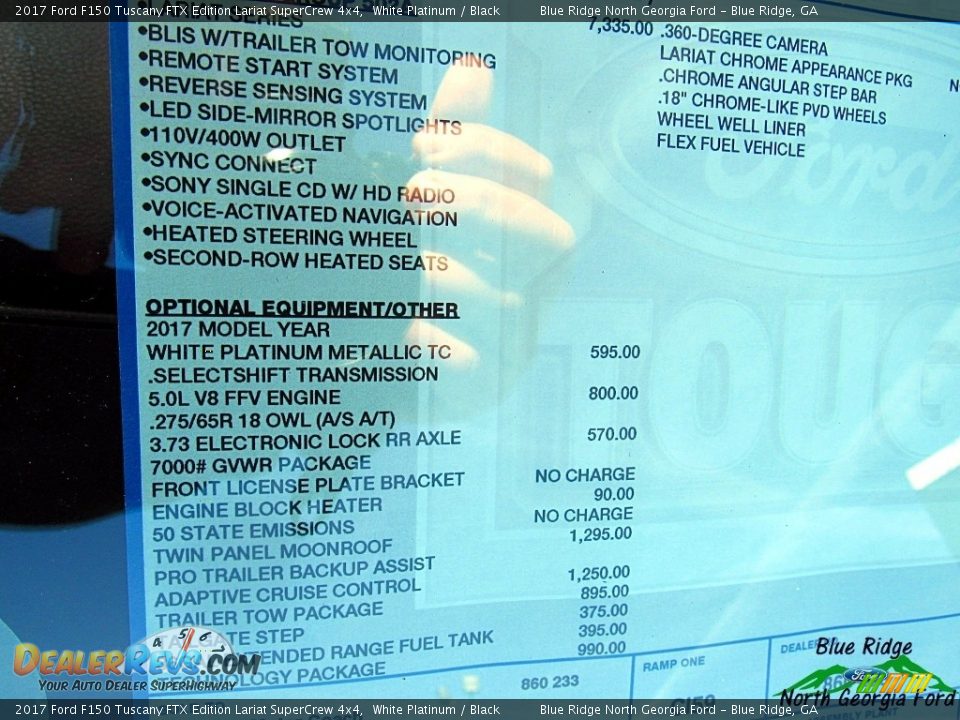 2017 Ford F150 Tuscany FTX Edition Lariat SuperCrew 4x4,  White Platinum / Black        Blue Ridge North Georgia Ford - Blue Ridge, GA
LARIAT SERIES
•BLIS W/TRAILER TOW MONITORING
•REMOTE START SYSTEM
•REVERSE SENSING SYSTEM
•LED SIDE-MIRROR SPOTLIGHTS
•110V/400W OUTLET
•SYNC CONNECT
•SONY SINGLE CD W/ HD RADIO
•VOICE-ACTIVATED NAVIGATION
•HEATED STEERING WHEEL
•SECOND-ROW HEATED SEATS
7,335.00 .360-DEGREE CAMERA
LARIAT CHROME APPEARANCE PKG
.CHROME ANGULAR STEP BAR
.18" CHROME-LIKE PVD WHEELS
WHEEL WELL LINER
FLEX FUEL VEHICLE
Ford
OPTIONAL EQUIPMENT/OTHER
2017 MODEL YEAR
WHITE PLATINUM METALLIC TC 595.00
.SELECTSHIFT TRANSMISSION
5.0L V8 FFV ENGINE 800.00
.275/65R 18 OWL (A/S A/T)
3.73 ELECTRONIC LOCK RR AXLE 570.00
7000# GVWR PACKAGE
FRONT LICENSE PLATE BRACKET NO CHARGE
ENGINE BLOCK HEATER 90.00
50 STATE EMISSIONS NO CHARGE
TWIN PANEL MOONROOF 1,295.00
PRO TRAILER BACKUP ASSIST
ADAPTIVE CRUISE CONTROL 1,250.00
TRAILER TOW PACKAGE 895.00
STEP 375.00
RANGE FUEL TANK 395.00
PACKAGE 990.00
860 233
RAMP ONE
DEALERREVS.COM
YOUR AUTO DEALER SUPERHIGHWAY
Blue Ridge
Ford
North Georgia Ford
2017 Ford F150 Tuscany FTX Edition Lariat SuperCrew 4x4,  White Platinum / Black        Blue Ridge North Georgia Ford - Blue Ridge, GA